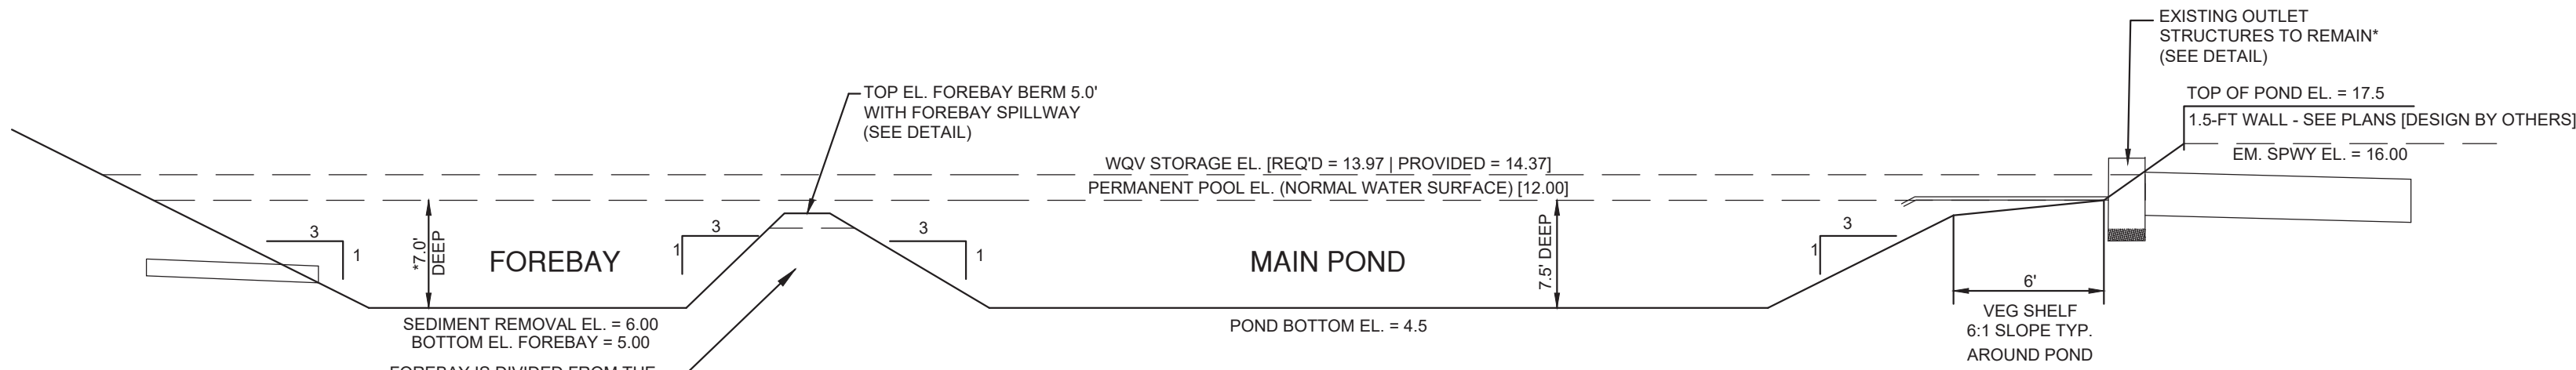 EXISTING OUTLET
STRUCTURES TO REMAIN*
(SEE DETAIL)
TOP EL. FOREBAY BERM 5.0'
WITH FOREBAY SPILLWAY
(SEE DETAIL)
TOP OF POND EL. = 17.5
1.5-FT WALL - SEE PLANS [DESIGN BY OTHERS]
EM. SPWY EL. = 16.00
WQV STORAGE EL. [REQ'D = 13.97 | PROVIDED = 14.37]
PERMANENT POOL EL. (NORMAL WATER SURFACE) [12.00]
3
1
*7.0'
DEEP
FOREBAY
3
1
3
1
MAIN POND
7.5' DEEP
3
1
6'
VEG SHELF
6:1 SLOPE TYP.
AROUND POND
SEDIMENT REMOVAL EL. = 6.00
BOTTOM EL. FOREBAY = 5.00
POND BOTTOM EL. = 4.5
FOREBAY IS DIVIDED FROM THE